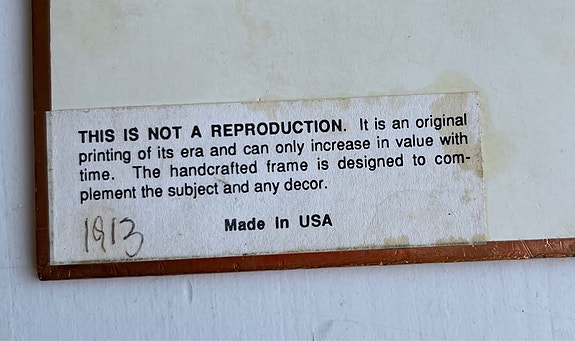 THIS IS NOT A REPRODUCTION. It is an original
printing of its era and can only increase in value with
time. The handcrafted frame is designed to com-
plement the subject and any decor.
1913
Made In USA